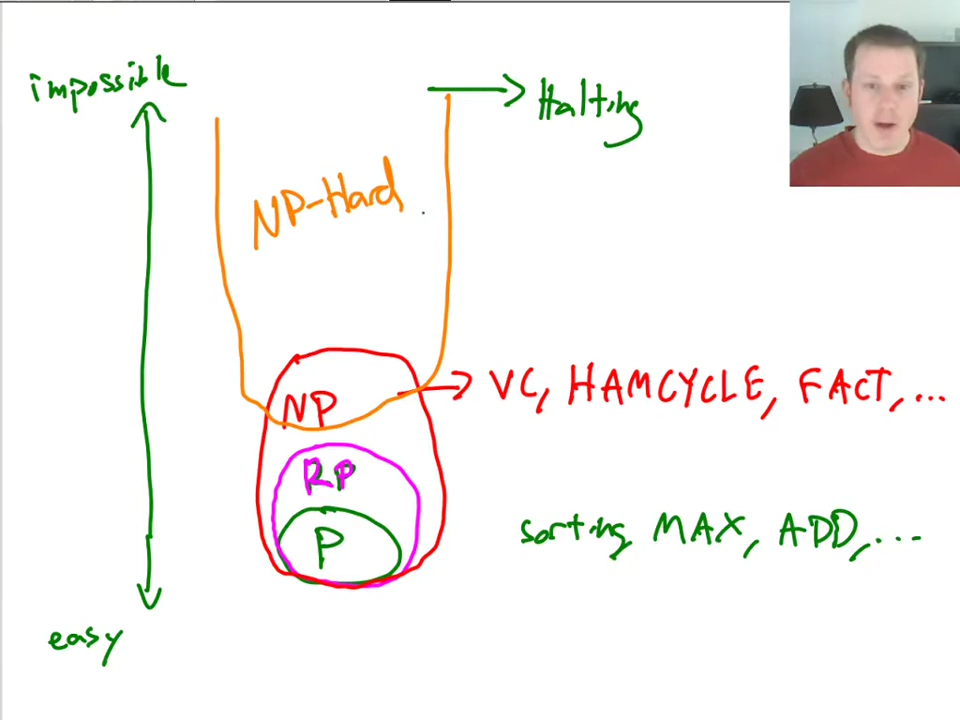 impossible
Halting
NP-Hard
NP
VC, HAMCYCLE, FACT, ...
RP
P
sorting, MAX, ADD, ...
easy